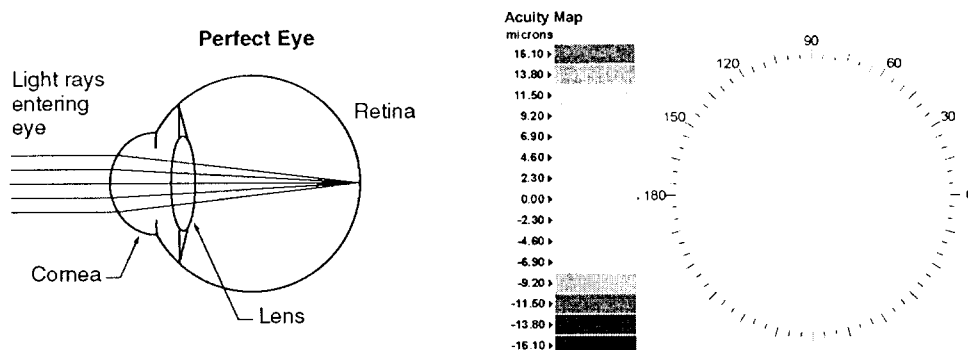 Perfect Eye
Light rays
entering
eye
Retina
Cornea
Lens
Acuity Map
microns
16.10
13.80
11.50
9.20
6.90
4.60
2.30
0.00
-2.30
-4.60
-6.90
-9.20
-11.50
-13.80
-16.10
90
120
60
150
30
180
0